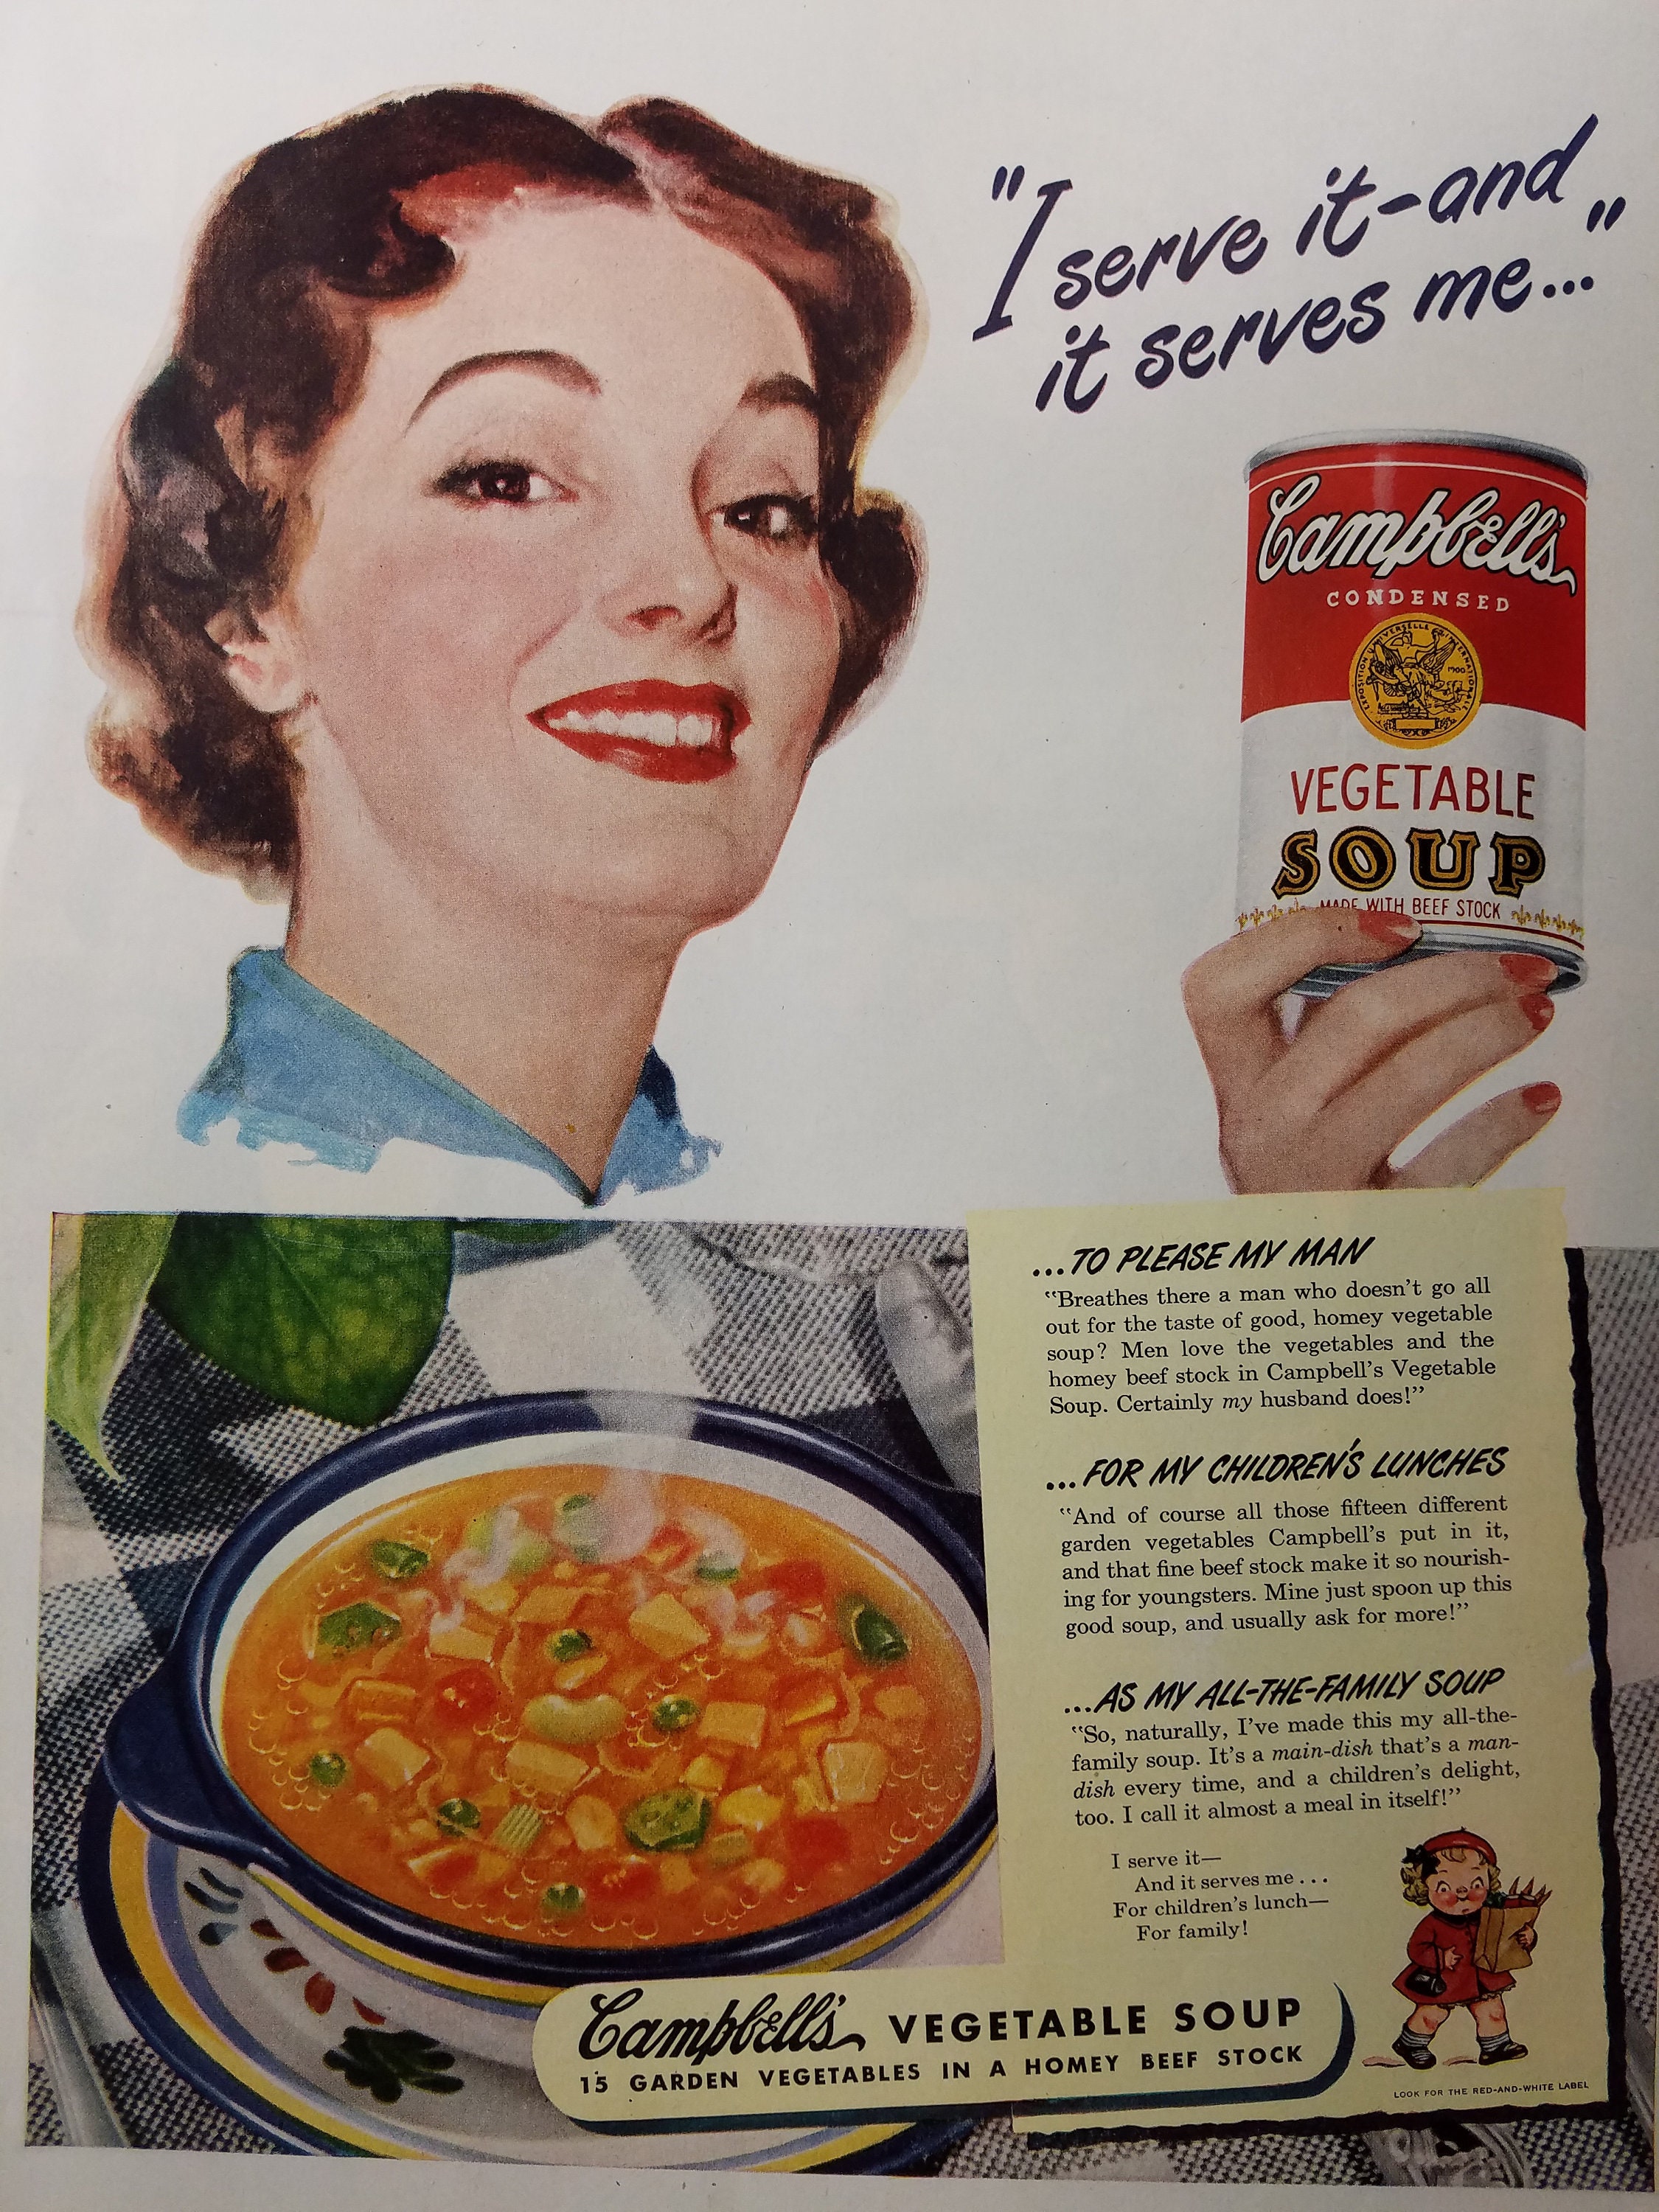 "I serve it-and
it serves me..."
Campbell's
CONDENSED
EXPOSITION UNIVERSELLE INTERNATIONALE
1900
VEGETABLE
SOUP
MADE WITH BEEF STOCK
...TO PLEASE MY MAN
"Breathes there a man who doesn't go all
out for the taste of good, homey vegetable
soup? Men love the vegetables and the
homey beef stock in Campbell's Vegetable
Soup. Certainly my husband does!"
...FOR MY CHILDREN'S LUNCHES
"And of course all those fifteen different
garden vegetables Campbell's put in it,
and that fine beef stock make it so nourish-
ing for youngsters. Mine just spoon up this
good soup, and usually ask for more!"
...AS MY ALL-THE-FAMILY SOUP
"So, naturally, I've made this my all-the-
family soup. It's a main-dish that's a man-
dish every time, and a children's delight,
too. I call it almost a meal in itself!"
I serve it—
And it serves me...
For children's lunch—
For family!
Campbell's VEGETABLE SOUP
15 GARDEN VEGETABLES IN A HOMEY BEEF STOCK
LOOK FOR THE RED-AND-WHITE LABEL